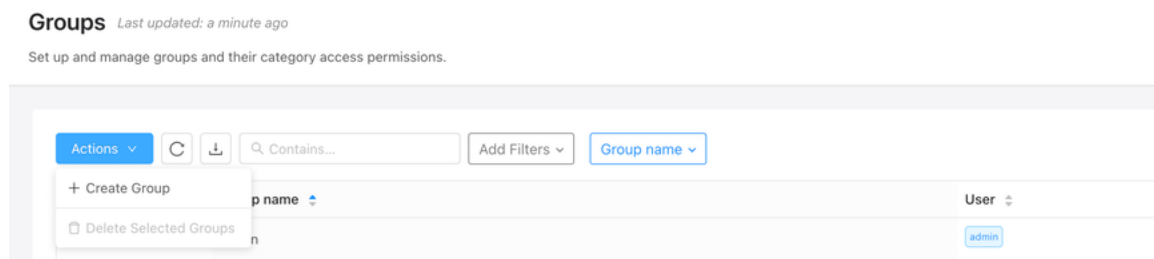 Groups Last updated: a minute ago
Set up and manage groups and their category access permissions.
Actions Contains... Add Filters Group name
+ Create Group
p name User
Delete Selected Groups
n admin